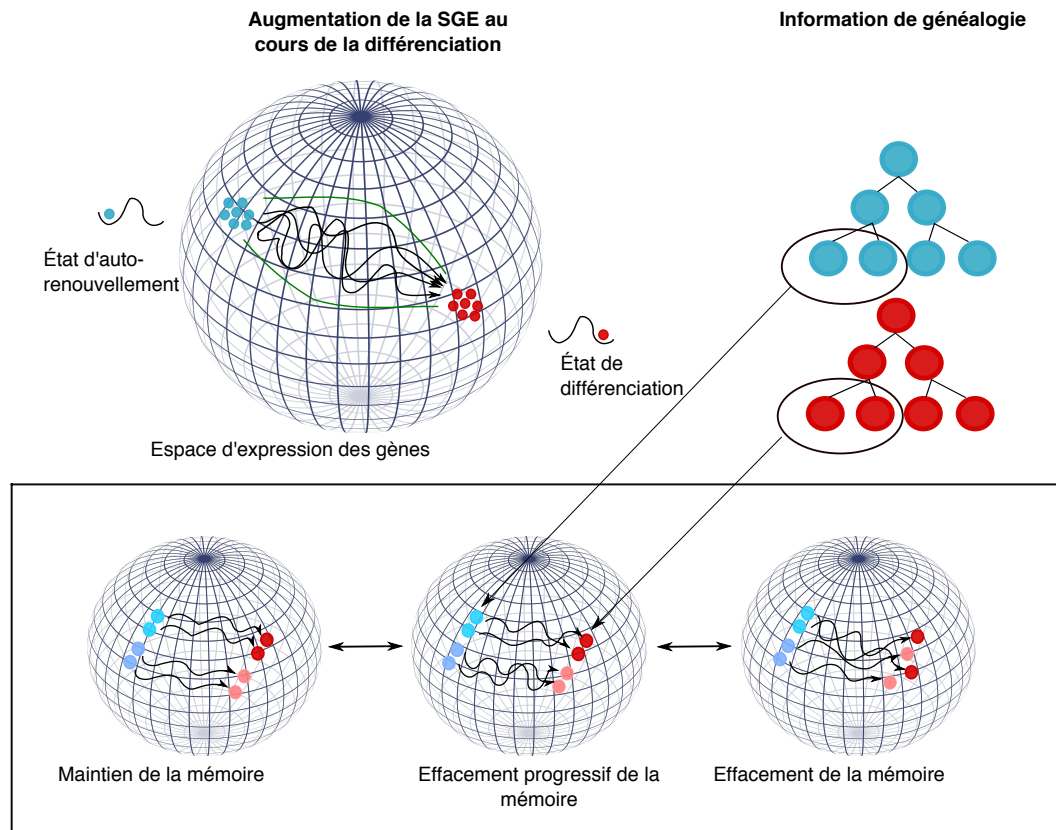 Augmentation de la SGE au
cours de la différenciation
Information de généalogie
État d'auto-
renouvellement
État de
différenciation
Espace d'expression des gènes
Maintien de la mémoire
Effacement progressif de la
mémoire
Effacement de la mémoire